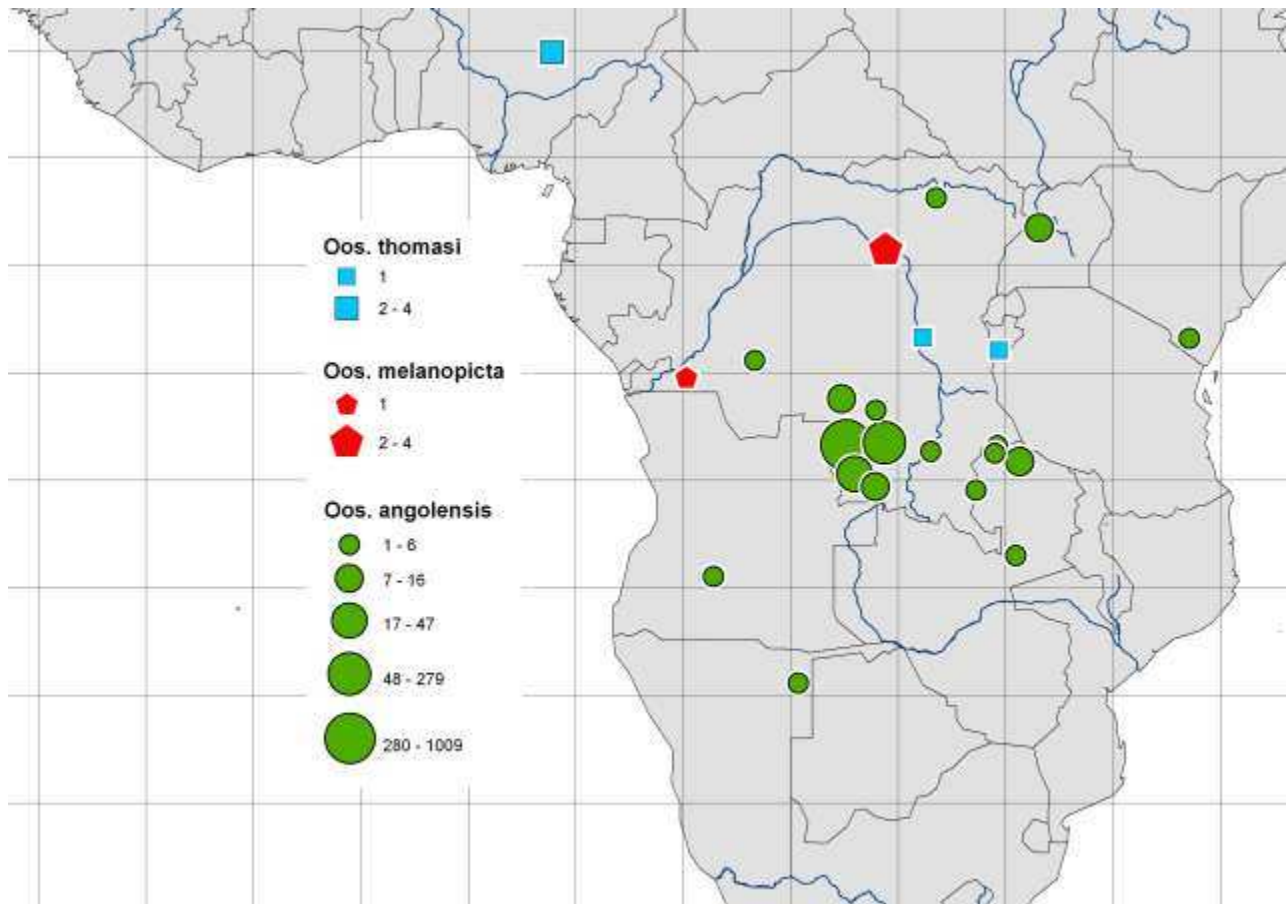 Oos. thomasi
1
2 - 4
Oos. melanopicta
1
2 - 4
Oos. angolensis
1 - 6
7 - 16
17 - 47
48 - 279
280 - 1009